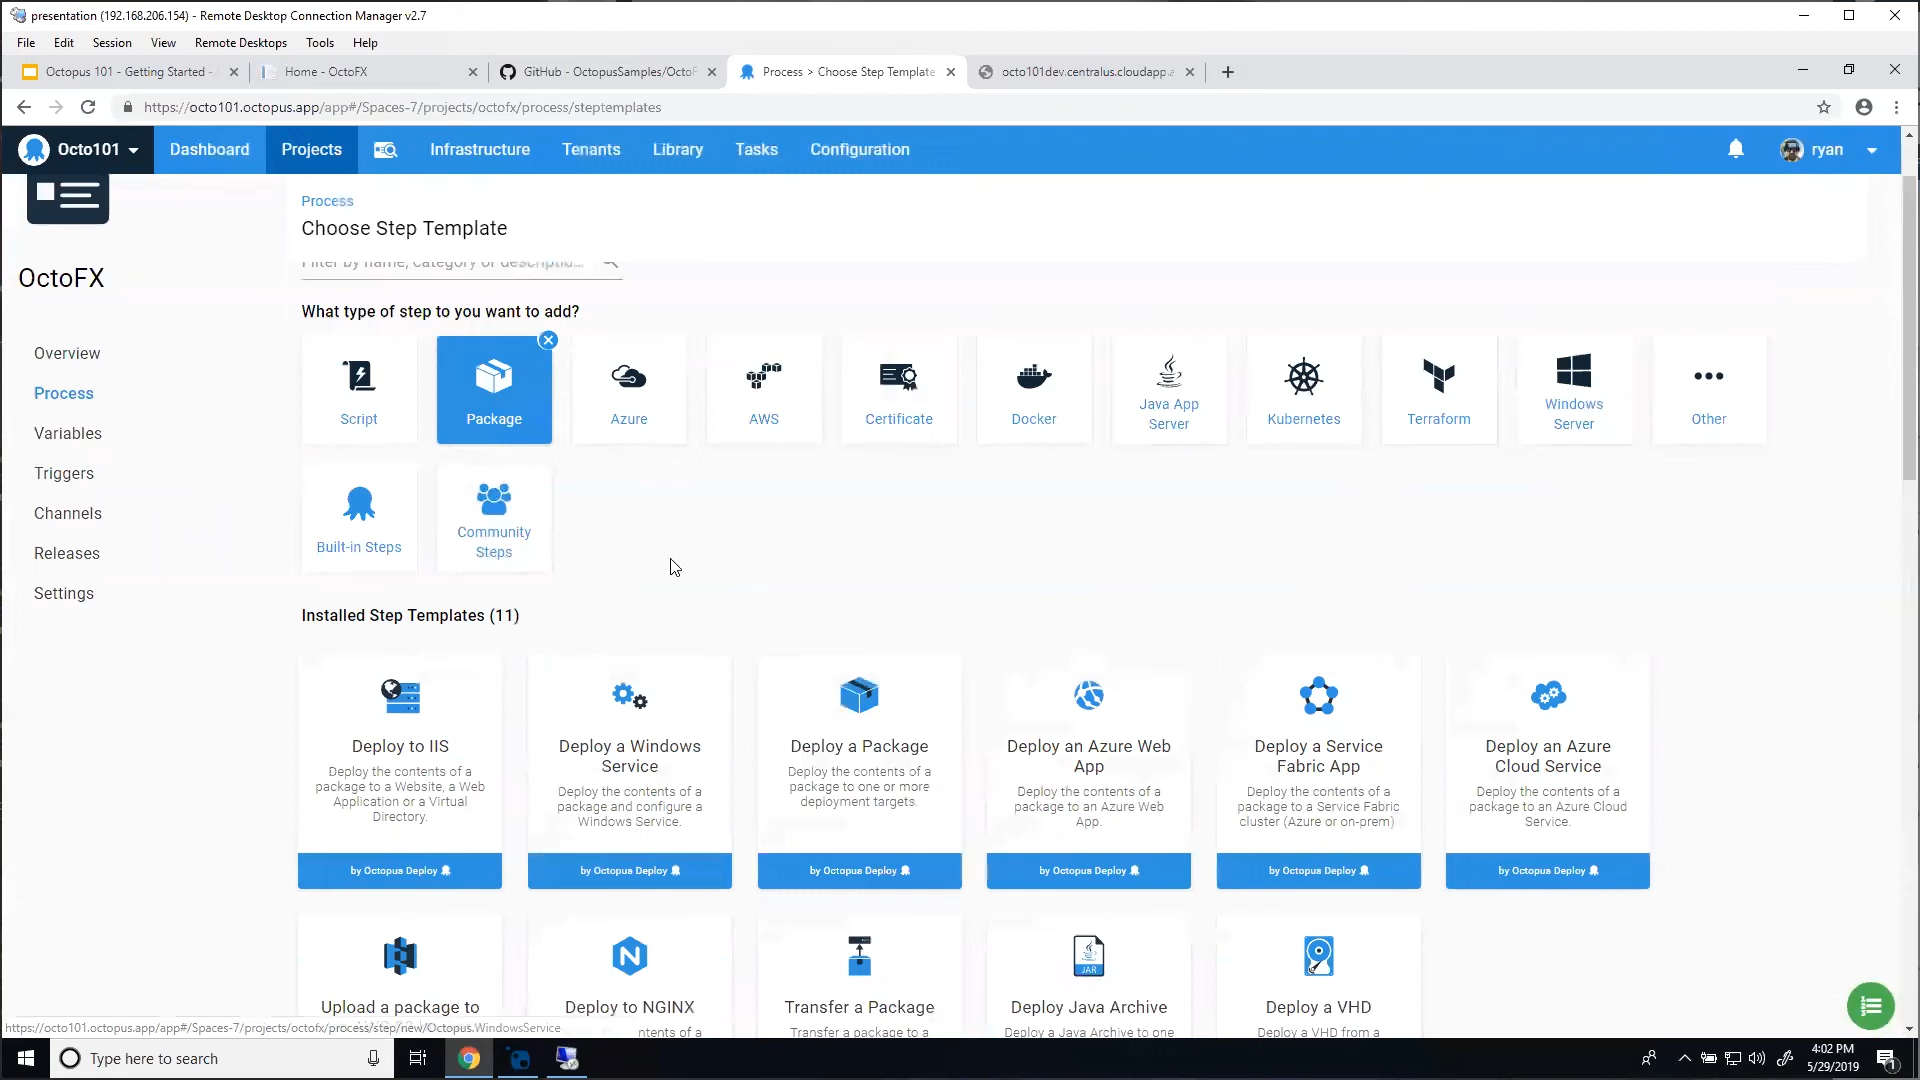 presentation (192.168.206.154) - Remote Desktop Connection Manager v2.7
File Edit Session View Remote Desktops Tools Help
Octopus 101 - Getting Started - Home - OctoFX GitHub - OctopusSamples/OctoF Process > Choose Step Template octo101dev.centralus.cloudapp.a
https://octo101.octopus.app/app#/Spaces-7/projects/octofx/process/steptemplates
Octo101 Dashboard Projects Infrastructure Tenants Library Tasks Configuration ryan
Process
Choose Step Template
Filter by name, category or descriptio...
OctoFX
Overview
Process
Variables
Triggers
Channels
Releases
Settings
What type of step to you want to add?
Script
Package
Azure
AWS
Certificate
Docker
Java App
Server
Kubernetes
Terraform
Windows
Server
Other
Built-in Steps
Community
Steps
Installed Step Templates (11)
Deploy to IIS
Deploy the contents of a
package to a Website, a Web
Application or a Virtual
Directory.
by Octopus Deploy
Deploy a Windows
Service
Deploy the contents of a
package and configure a
Windows Service.
by Octopus Deploy
Deploy a Package
Deploy the contents of a
package to one or more
deployment targets.
by Octopus Deploy
Deploy an Azure Web
App
Deploy the contents of a
package to an Azure Web
App.
by Octopus Deploy
Deploy a Service
Fabric App
Deploy the contents of a
package to a Service Fabric
cluster (Azure or on-prem)
by Octopus Deploy
Deploy an Azure
Cloud Service
Deploy the contents of a
package to an Azure Cloud
Service.
by Octopus Deploy
Upload a package to
Deploy to NGINX
ntents of a
Transfer a Package
Transfer a package to a
JAR
Deploy Java Archive
Deploy a Java Archive to one
Deploy a VHD
Deploy a VHD from a
https://octo101.octopus.app/app#/Spaces-7/projects/octofx/process/step/new/Octopus.WindowsService
Type here to search
4:02 PM
5/29/2019
1